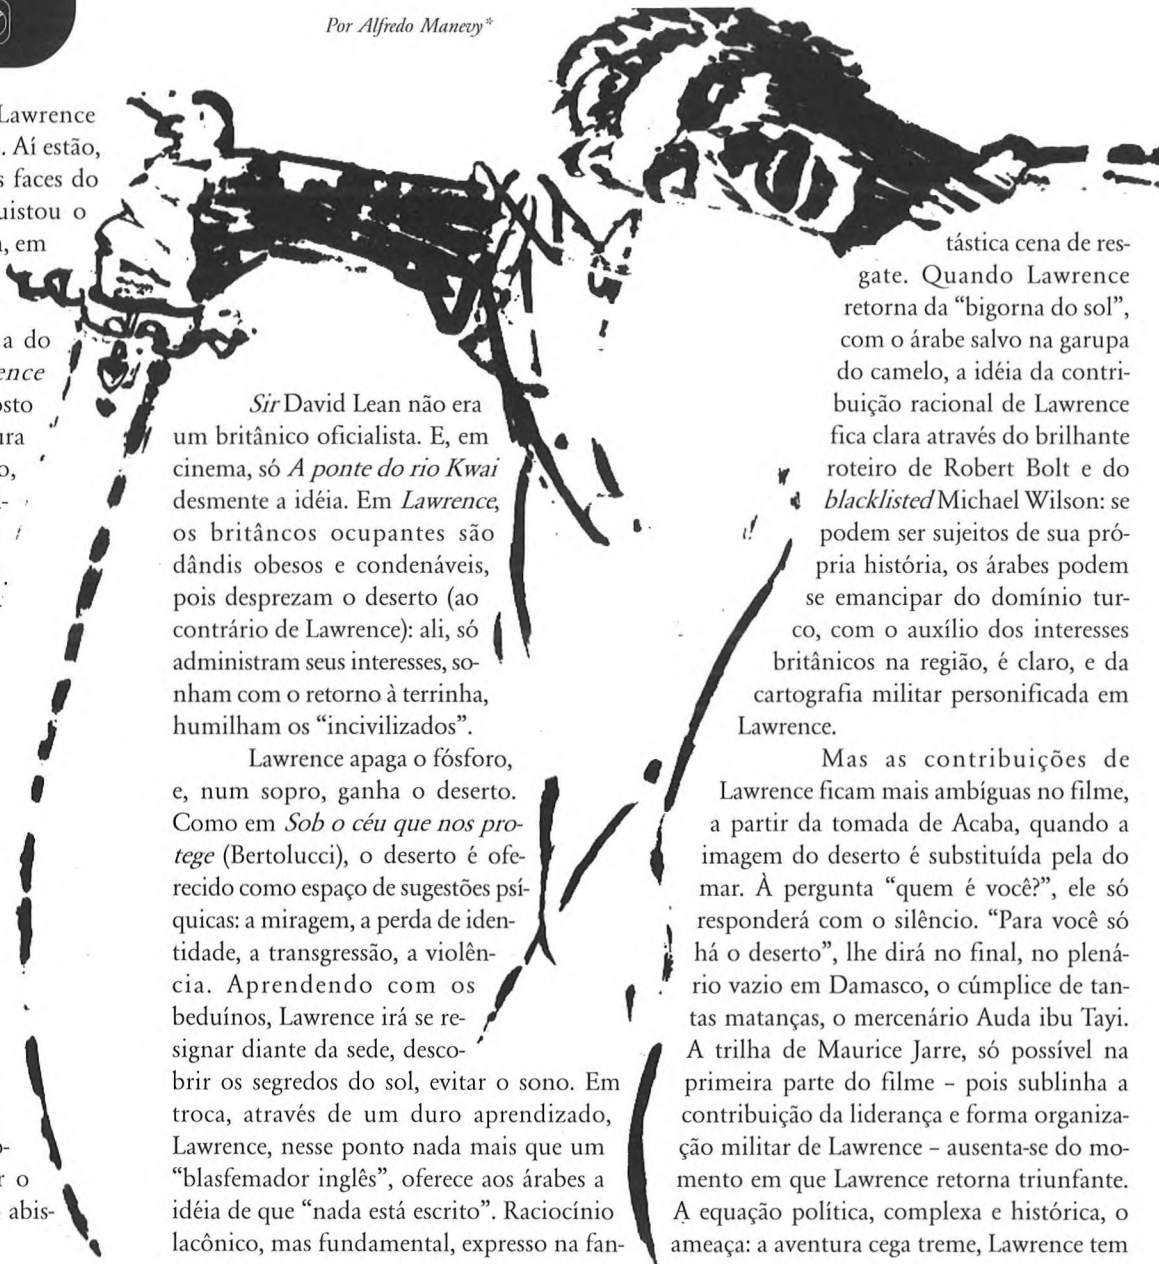 Por Alfredo Manevy*
Lawrence
. Aí estão,
s faces do
uistou o
, em
a do
ence
osto
ura
o,
r o
abis-
Sir David Lean não era
um britânico oficialista. E, em
cinema, só A ponte do rio Kwai
desmente a idéia. Em Lawrence,
os britâncos ocupantes são
dândis obesos e condenáveis,
pois desprezam o deserto (ao
contrário de Lawrence): ali, só
administram seus interesses, so-
nham com o retorno à terrinha,
humilham os “incivilizados”.
Lawrence apaga o fósforo,
e, num sopro, ganha o deserto.
Como em Sob o céu que nos pro-
tege (Bertolucci), o deserto é ofe-
recido como espaço de sugestões psí-
quicas: a miragem, a perda de iden-
tidade, a transgressão, a violên-
cia. Aprendendo com os
beduínos, Lawrence irá se re-
signar diante da sede, desco-
brir os segredos do sol, evitar o sono. Em
troca, através de um duro aprendizado,
Lawrence, nesse ponto nada mais que um
“blasfemador inglês”, oferece aos árabes a
idéia de que “nada está escrito”. Raciocínio
lacônico, mas fundamental, expresso na fan-
tástica cena de res-
gate. Quando Lawrence
retorna da “bigorna do sol”,
com o árabe salvo na garupa
do camelo, a idéia da contri-
buição racional de Lawrence
fica clara através do brilhante
roteiro de Robert Bolt e do
blacklisted Michael Wilson: se
podem ser sujeitos de sua pró-
pria história, os árabes podem
se emancipar do domínio tur-
co, com o auxílio dos interesses
britânicos na região, é claro, e da
cartografia militar personificada em
Lawrence.
Mas as contribuições de
Lawrence ficam mais ambíguas no filme,
a partir da tomada de Acaba, quando a
imagem do deserto é substituída pela do
mar. À pergunta “quem é você?”, ele só
responderá com o silêncio. “Para você só
há o deserto”, lhe dirá no final, no plená-
rio vazio em Damasco, o cúmplice de tan-
tas matanças, o mercenário Auda ibu Tayi.
A trilha de Maurice Jarre, só possível na
primeira parte do filme – pois sublinha a
contribuição da liderança e forma organiza-
ção militar de Lawrence – ausenta-se do mo-
mento em que Lawrence retorna triunfante.
A equação política, complexa e histórica, o
ameaça: a aventura cega treme, Lawrence tem